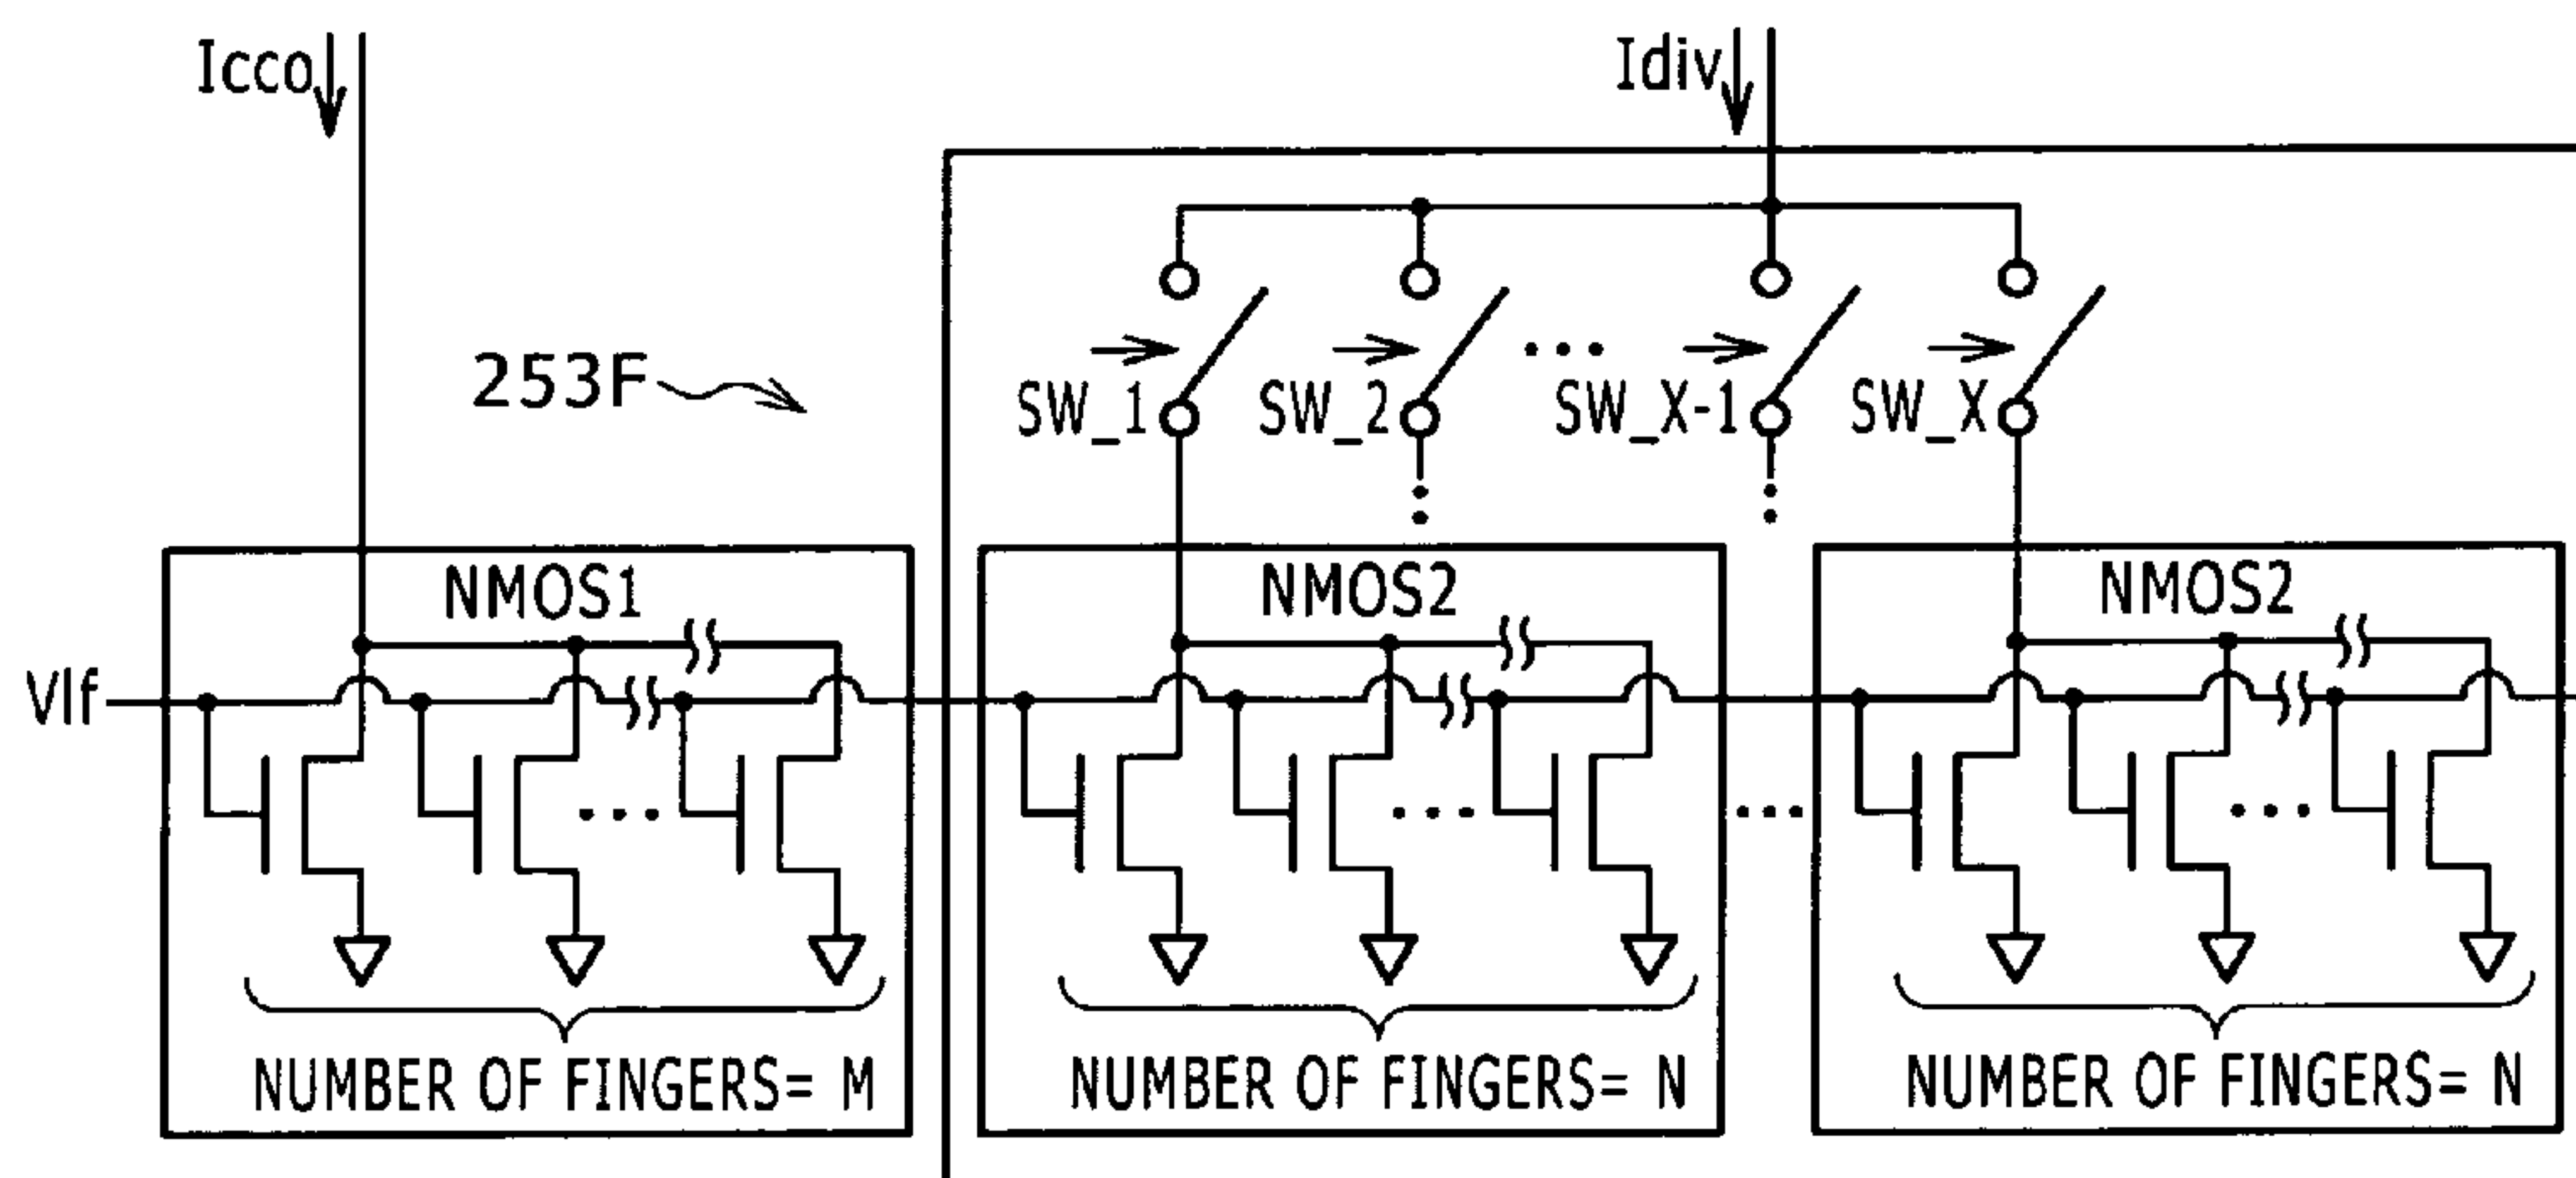 Icco Idiv
253F
SW_1 SW_2 ... SW_X-1 SW_X
NMOS1 NMOS2 NMOS2
Vlf
NUMBER OF FINGERS= M NUMBER OF FINGERS= N NUMBER OF FINGERS= N